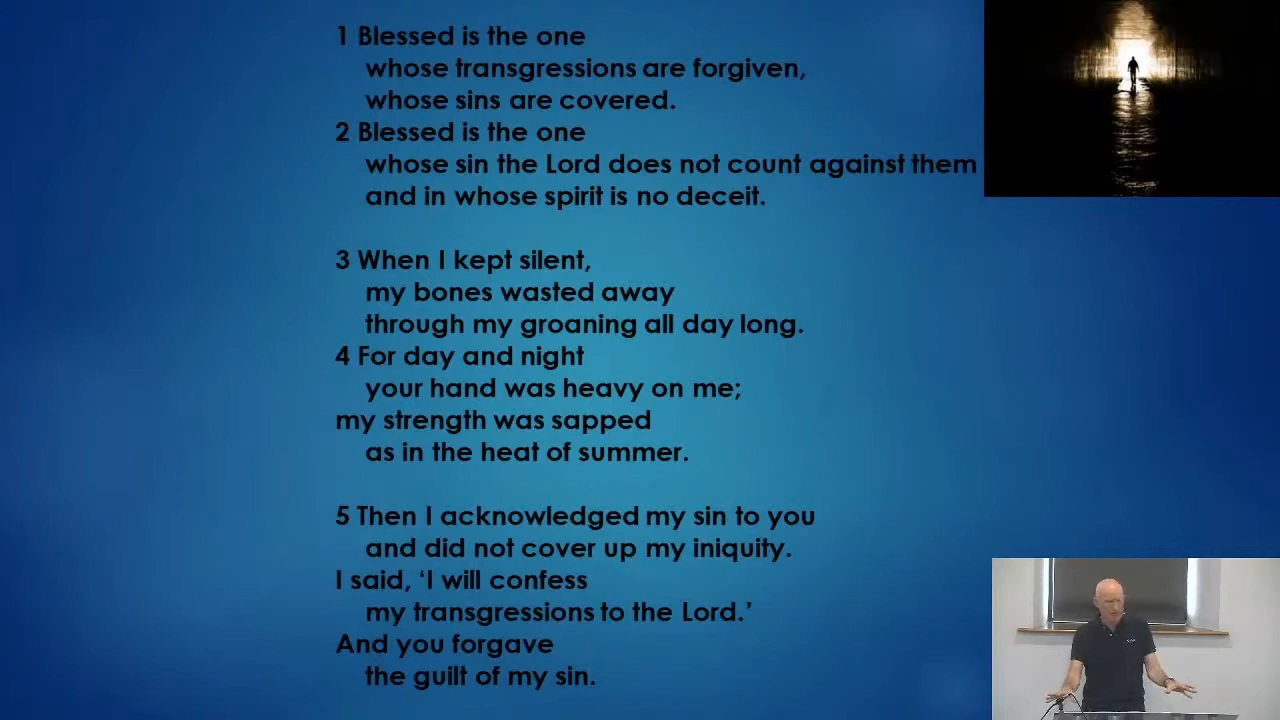 1 Blessed is the one
whose transgressions are forgiven,
whose sins are covered.
2 Blessed is the one
whose sin the Lord does not count against them
and in whose spirit is no deceit.
3 When I kept silent,
my bones wasted away
through my groaning all day long.
4 For day and night
your hand was heavy on me;
my strength was sapped
as in the heat of summer.
5 Then I acknowledged my sin to you
and did not cover up my iniquity.
I said, ‘I will confess
my transgressions to the Lord.’
And you forgave
the guilt of my sin.